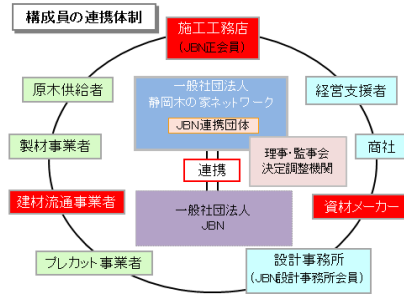 構成員の連携体制
施工工務店
(JBN正会員)
原木供給者
一般社団法人
静岡木の家ネットワーク
JBN連携団体
経営支援者
製材事業者
理事・監事会
決定調整機関
商社
連携
建材流通事業者
一般社団法人
JBN
資材メーカー
プレカット事業者
設計事務所
(JBN設計事務所会員)